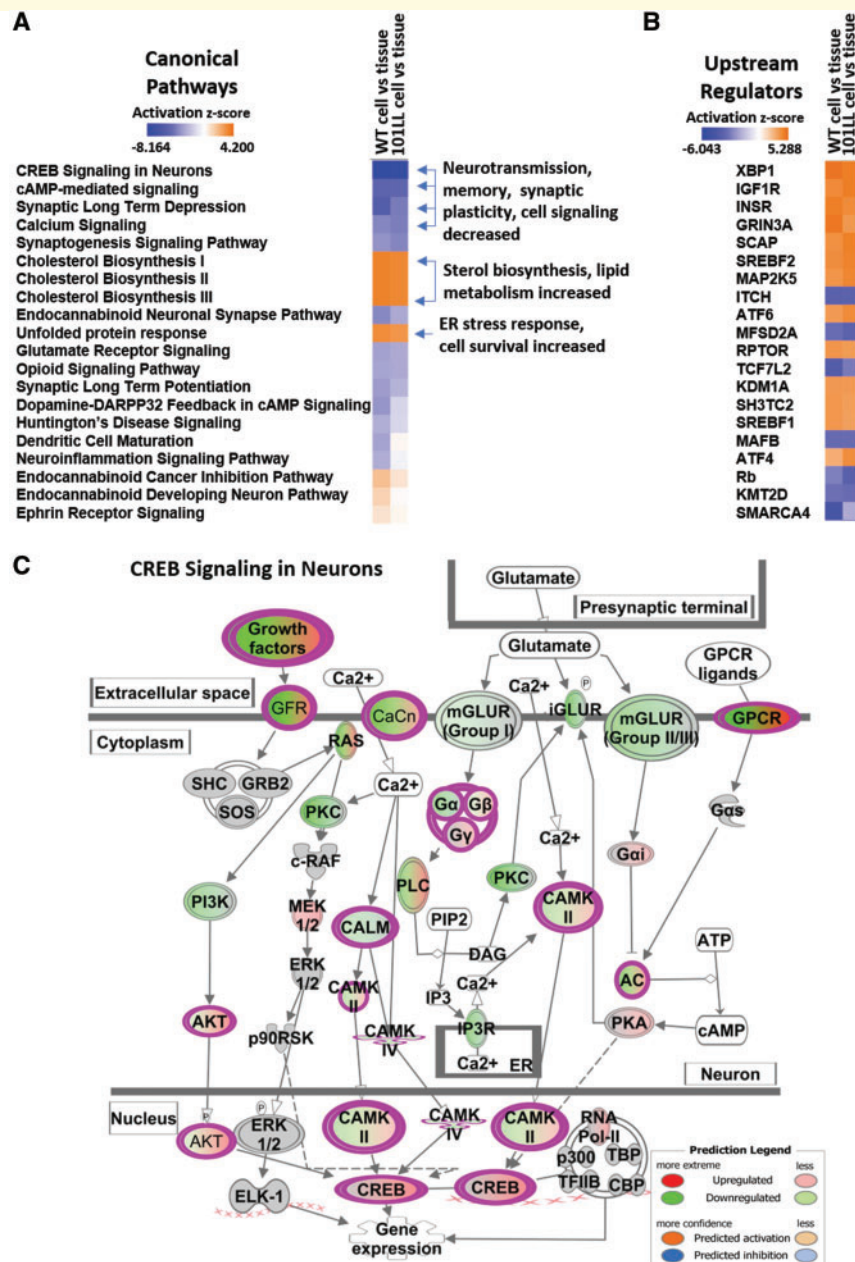 A
Canonical
Pathways
Activation z-score
-8.164 4.200
WT cell vs tissue
101LL cell vs tissue
CREB Signaling in Neurons
cAMP-mediated signaling
Synaptic Long Term Depression
Calcium Signaling
Synaptogenesis Signaling Pathway
Cholesterol Biosynthesis I
Cholesterol Biosynthesis II
Cholesterol Biosynthesis III
Endocannabinoid Neuronal Synapse Pathway
Unfolded protein response
Glutamate Receptor Signaling
Opioid Signaling Pathway
Synaptic Long Term Potentiation
Dopamine-DARPP32 Feedback in cAMP Signaling
Huntington's Disease Signaling
Dendritic Cell Maturation
Neuroinflammation Signaling Pathway
Endocannabinoid Cancer Inhibition Pathway
Endocannabinoid Developing Neuron Pathway
Ephrin Receptor Signaling
Neurotransmission,
memory, synaptic
plasticity, cell signaling
decreased
Sterol biosynthesis, lipid
metabolism increased
ER stress response,
cell survival increased
B
Upstream
Regulators
Activation z-score
-6.043 5.288
WT cell vs tissue
101LL cell vs tissue
XBP1
IGF1R
INSR
GRIN3A
SCAP
SREBF2
MAP2K5
ITCH
ATF6
MFSD2A
RPTOR
TCF7L2
KDM1A
SH3TC2
SREBF1
MAFB
ATF4
Rb
KMT2D
SMARCA4
C
CREB Signaling in Neurons
Glutamate
Presynaptic terminal
Growth
factors
Glutamate
GPCR
ligands
Ca2+
Ca2+
P
Extracellular space
GFR
CaCn
mGLUR
(Group I)
iGLUR
mGLUR
(Group II/III)
GPCR
Cytoplasm
RAS
SHC GRB2
SOS
Ca2+
PKC
Gα Gβ
Gγ
Gαs
c-RAF
Ca2+
Gαi
PLC
PKC
PI3K
MEK
1/2
CALM
PIP2
CAMK
II
ATP
DAG
ERK
1/2
CAMK
II
Ca2+
AC
IP3
AKT
p90RSK
CAMK
IV
IP3R
PKA
cAMP
Ca2+ ER
Neuron
Nucleus
P
P
AKT
ERK
1/2
CAMK
II
CAMK
IV
CAMK
II
RNA
Pol-II
p300 TBP
TFIIB CBP
ELK-1
CREB
CREB
Gene
expression
Prediction Legend
more extreme less
Upregulated
Downregulated
more confidence less
Predicted activation
Predicted inhibition